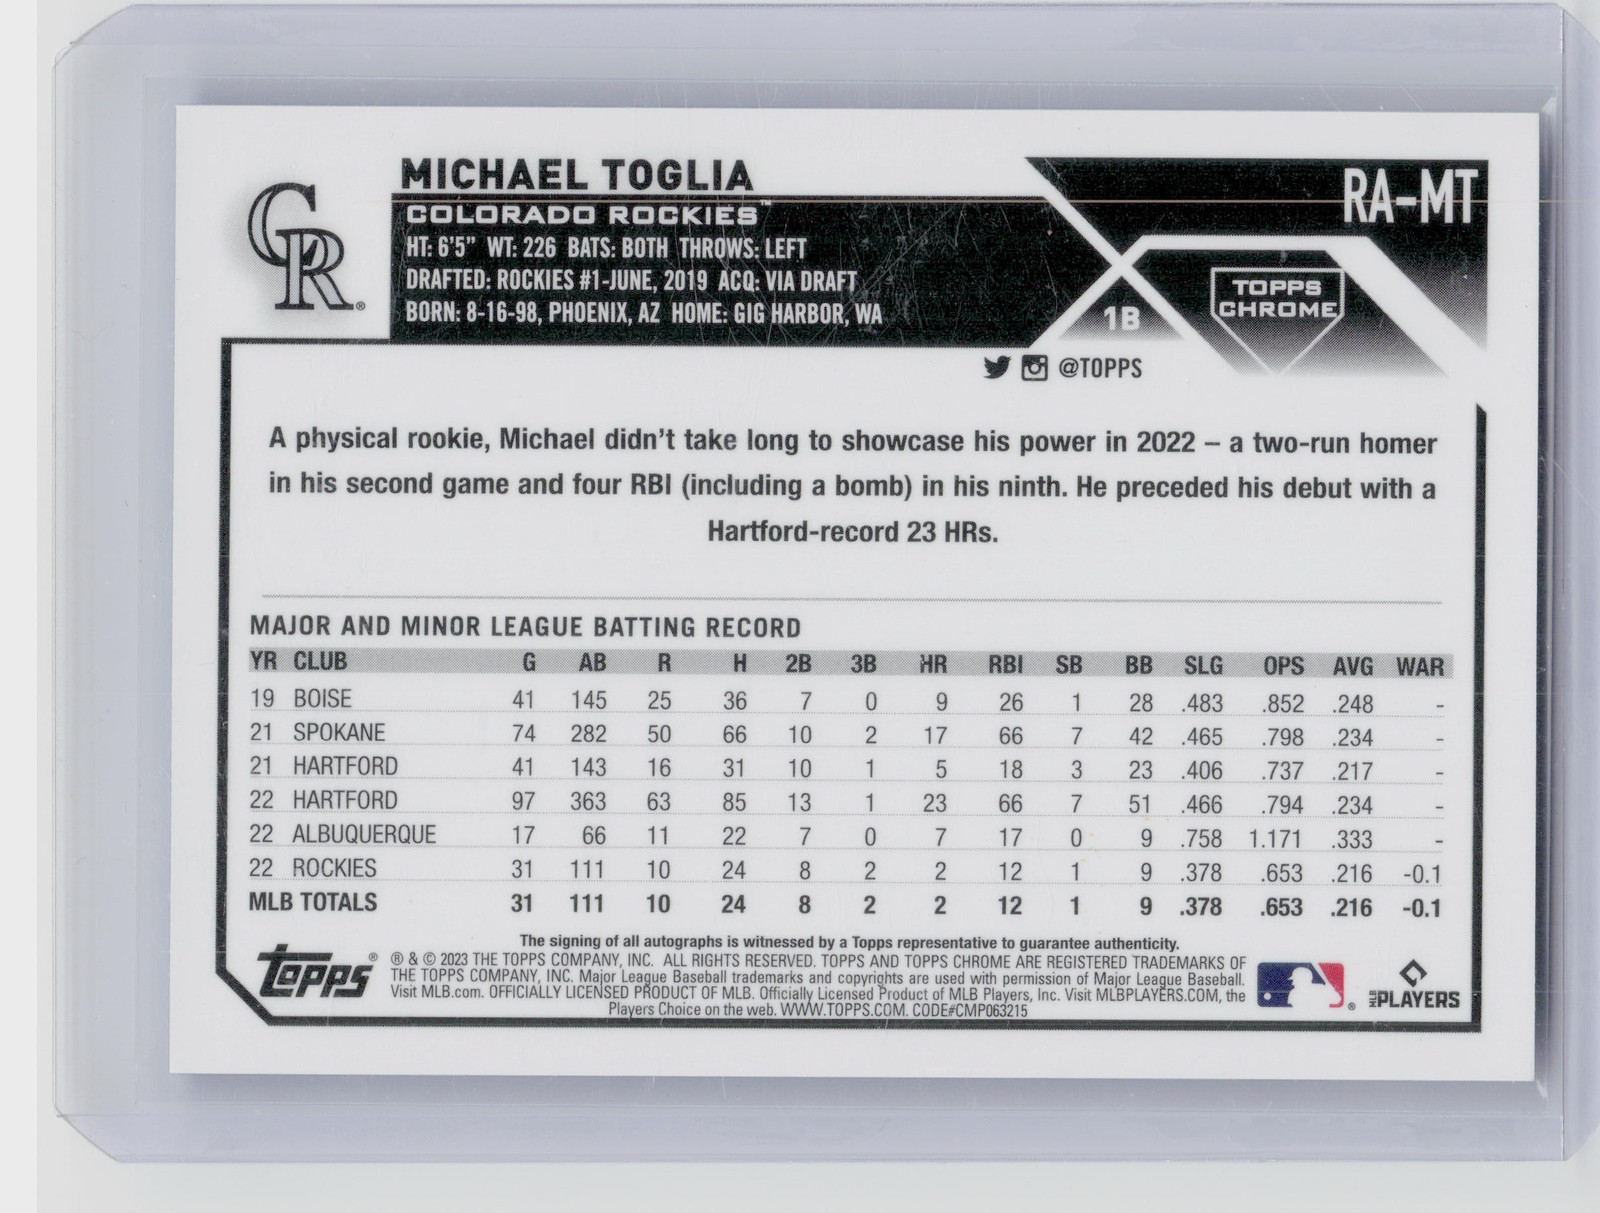 MICHAEL TOGLIA
COLORADO ROCKIES™
HT: 6'5" WT: 226 BATS: BOTH THROWS: LEFT
DRAFTED: ROCKIES #1-JUNE, 2019 ACQ: VIA DRAFT
BORN: 8-16-98, PHOENIX, AZ HOME: GIG HARBOR, WA
CR®
RA-MT
TOPPS
CHROME
1B
@TOPPS
A physical rookie, Michael didn't take long to showcase his power in 2022 – a two-run homer
in his second game and four RBI (including a bomb) in his ninth. He preceded his debut with a
Hartford-record 23 HRs.
MAJOR AND MINOR LEAGUE BATTING RECORD
YR CLUB G AB R H 2B 3B HR RBI SB BB SLG OPS AVG WAR
19 BOISE 41 145 25 36 7 0 9 26 1 28 .483 .852 .248 -
21 SPOKANE 74 282 50 66 10 2 17 66 7 42 .465 .798 .234 -
21 HARTFORD 41 143 16 31 10 1 5 18 3 23 .406 .737 .217 -
22 HARTFORD 97 363 63 85 13 1 23 66 7 51 .466 .794 .234 -
22 ALBUQUERQUE 17 66 11 22 7 0 7 17 0 9 .758 1.171 .333 -
22 ROCKIES 31 111 10 24 8 2 2 12 1 9 .378 .653 .216 -0.1
MLB TOTALS 31 111 10 24 8 2 2 12 1 9 .378 .653 .216 -0.1
The signing of all autographs is witnessed by a Topps representative to guarantee authenticity.
® & © 2023 THE TOPPS COMPANY, INC. ALL RIGHTS RESERVED. TOPPS AND TOPPS CHROME ARE REGISTERED TRADEMARKS OF
THE TOPPS COMPANY, INC. Major League Baseball trademarks and copyrights are used with permission of Major League Baseball.
Visit MLB.com. OFFICIALLY LICENSED PRODUCT OF MLB. Officially Licensed Product of MLB Players, Inc. Visit MLBPLAYERS.COM, the
Players Choice on the web. WWW.TOPPS.COM. CODE#CMP063215
Topps®
®
MLB PLAYERS